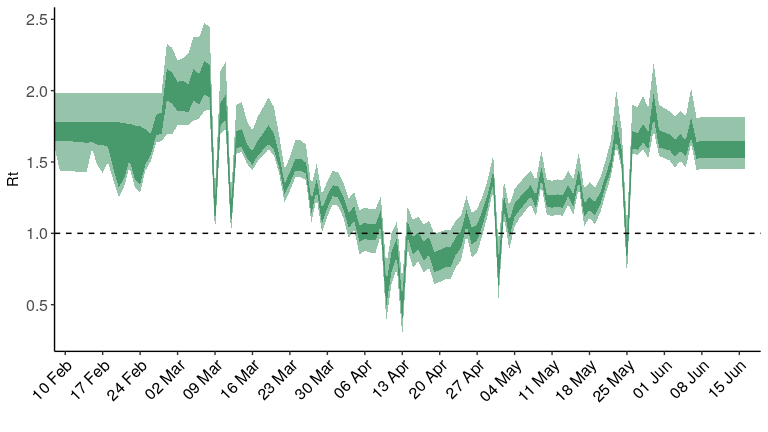 2.5
2.0
1.5
1.0
0.5
Rt
10 Feb
17 Feb
24 Feb
02 Mar
09 Mar
16 Mar
23 Mar
30 Mar
06 Apr
13 Apr
20 Apr
27 Apr
04 May
11 May
18 May
25 May
01 Jun
08 Jun
15 Jun